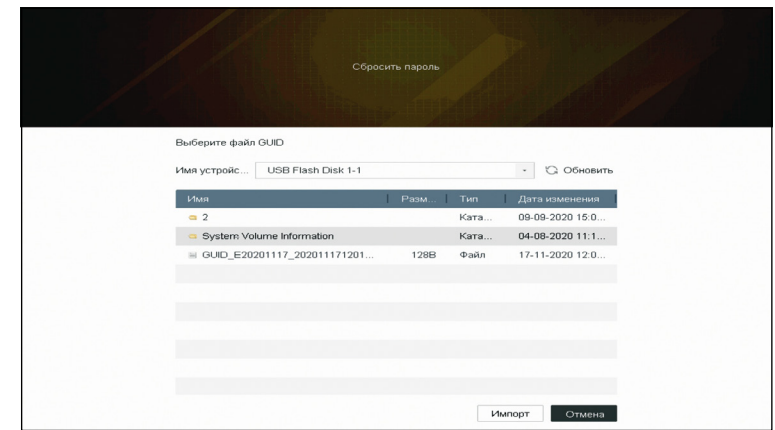 Сбросить пароль
Выберите файл GUID
Имя устройс... USB Flash Disk 1-1 Обновить
Имя Разм... Тип Дата изменения
2 Ката... 09-09-2020 15:0...
System Volume Information Ката... 04-08-2020 11:1...
GUID_E20201117_202011171201... 128B Файл 17-11-2020 12:0...
Импорт Отмена